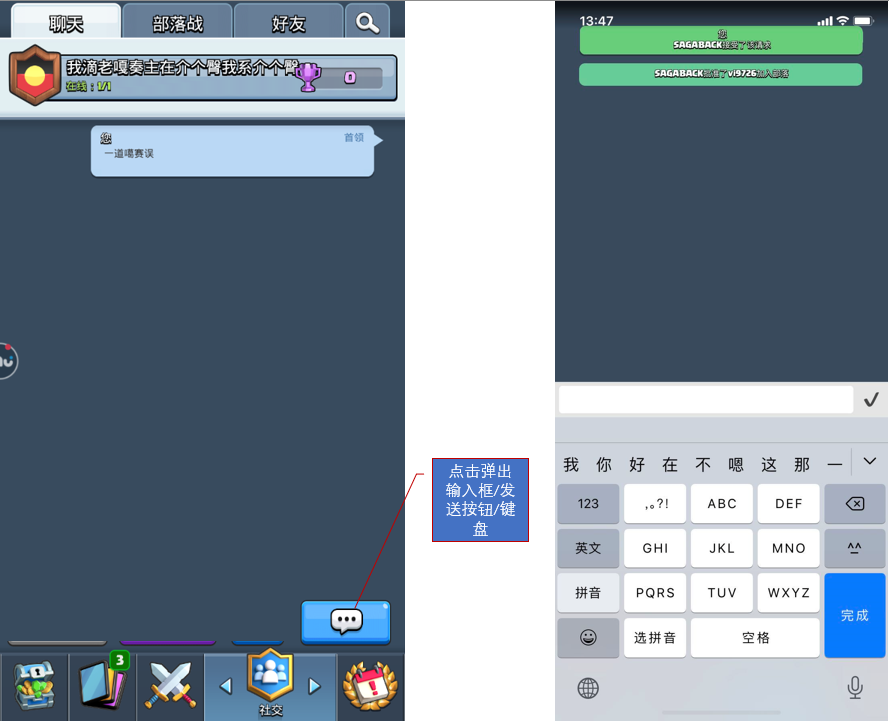 聊天
部落战
好友
我滴老嘎奏主在介个臀我系介个臀
0
在线：1/1
您
首领
一道噶赛误
点击弹出
输入框/发
送按钮/键
盘
3
社交
13:47
您
SAGABACK接受了该请求
SAGABACK批准了vi9726加入部落
我 你 好 在 不 嗯 这 那 一
123
,。?!
ABC
DEF
英文
GHI
JKL
MNO
^^
拼音
PQRS
TUV
WXYZ
完成
选拼音
空格